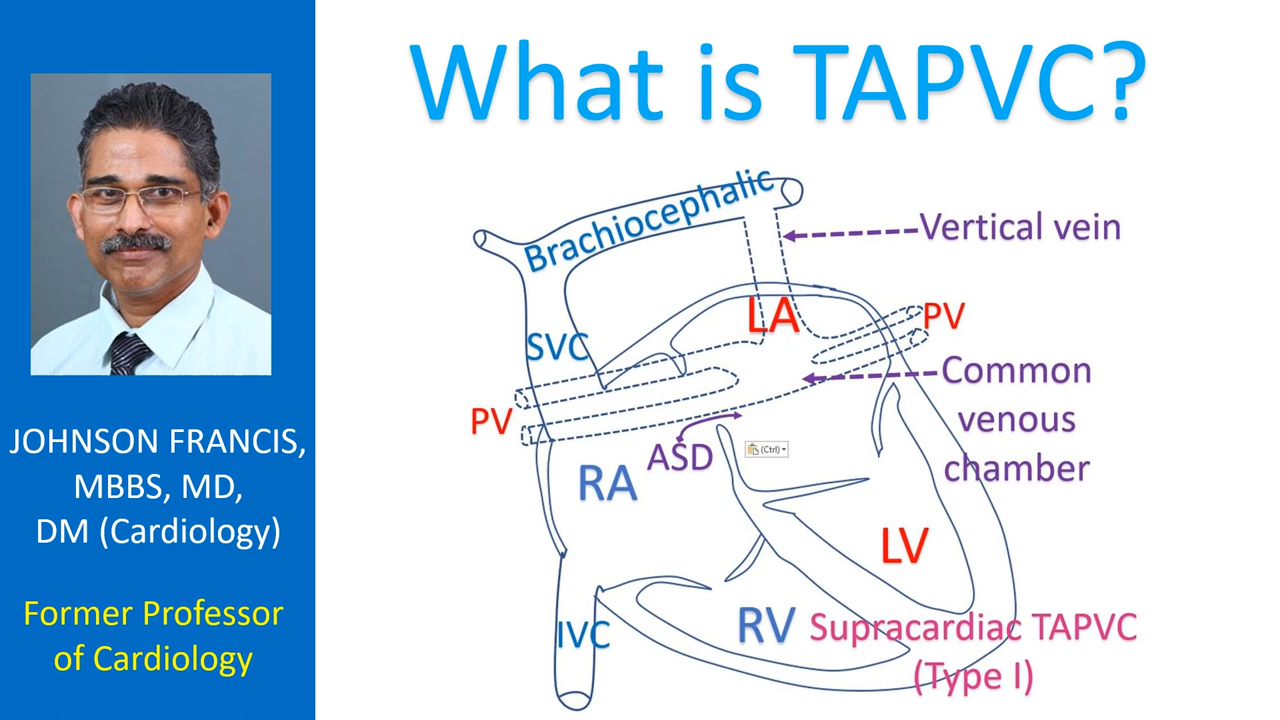 What is TAPVC?
JOHNSON FRANCIS,
MBBS, MD,
DM (Cardiology)
Former Professor
of Cardiology
Brachiocephalic
Vertical vein
LA
PV
SVC
Common
venous
chamber
PV
ASD
RA
(Ctrl)
LV
RV
Supracardiac TAPVC
(Type I)
IVC